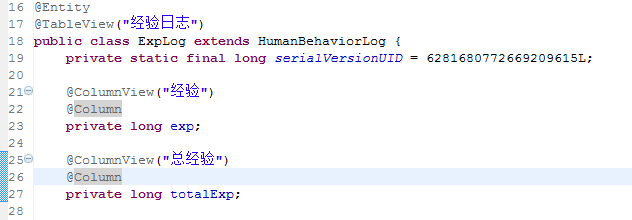 16 @Entity
17 @TableView("经验日志")
18 public class ExpLog extends HumanBehaviorLog {
19     private static final long serialVersionUID = 6281680772669209615L;
20
21     @ColumnView("经验")
22     @Column
23     private long exp;
24
25     @ColumnView("总经验")
26     @Column
27     private long totalExp;
28